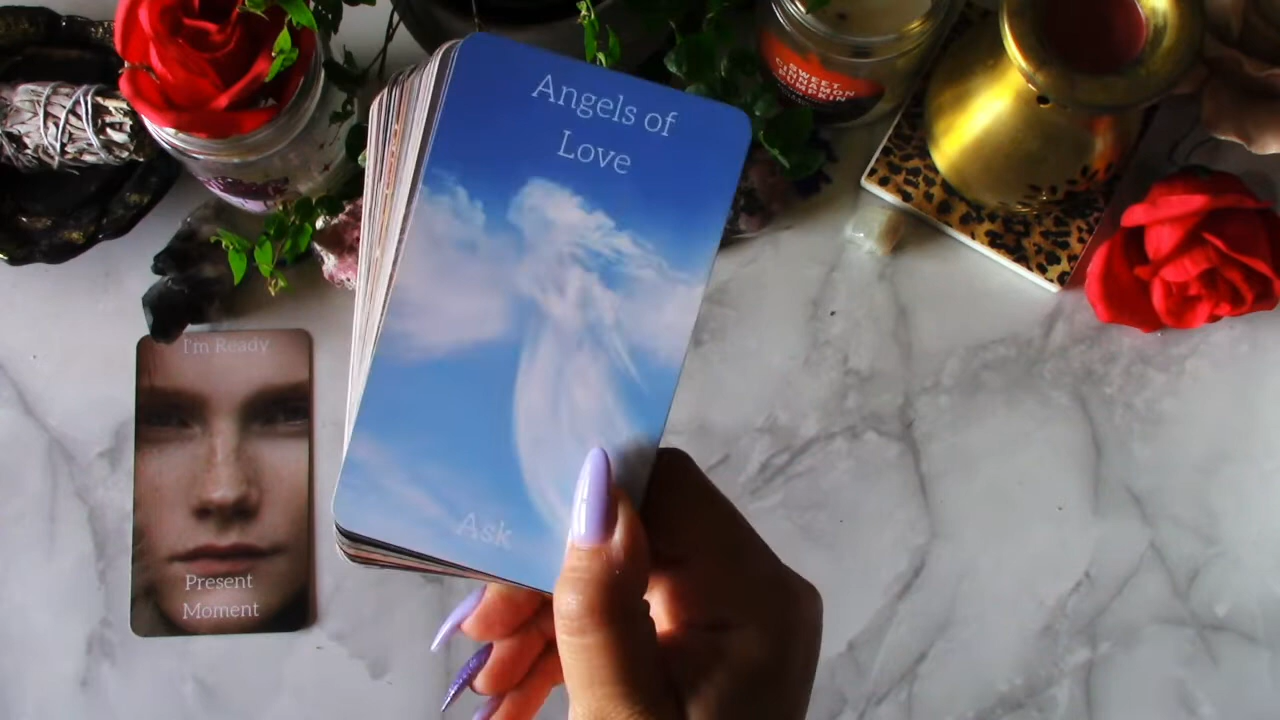 Angels of
Love
Ask
I'm Ready
Present
Moment
SWEET
CINNAMON
PUMPKIN